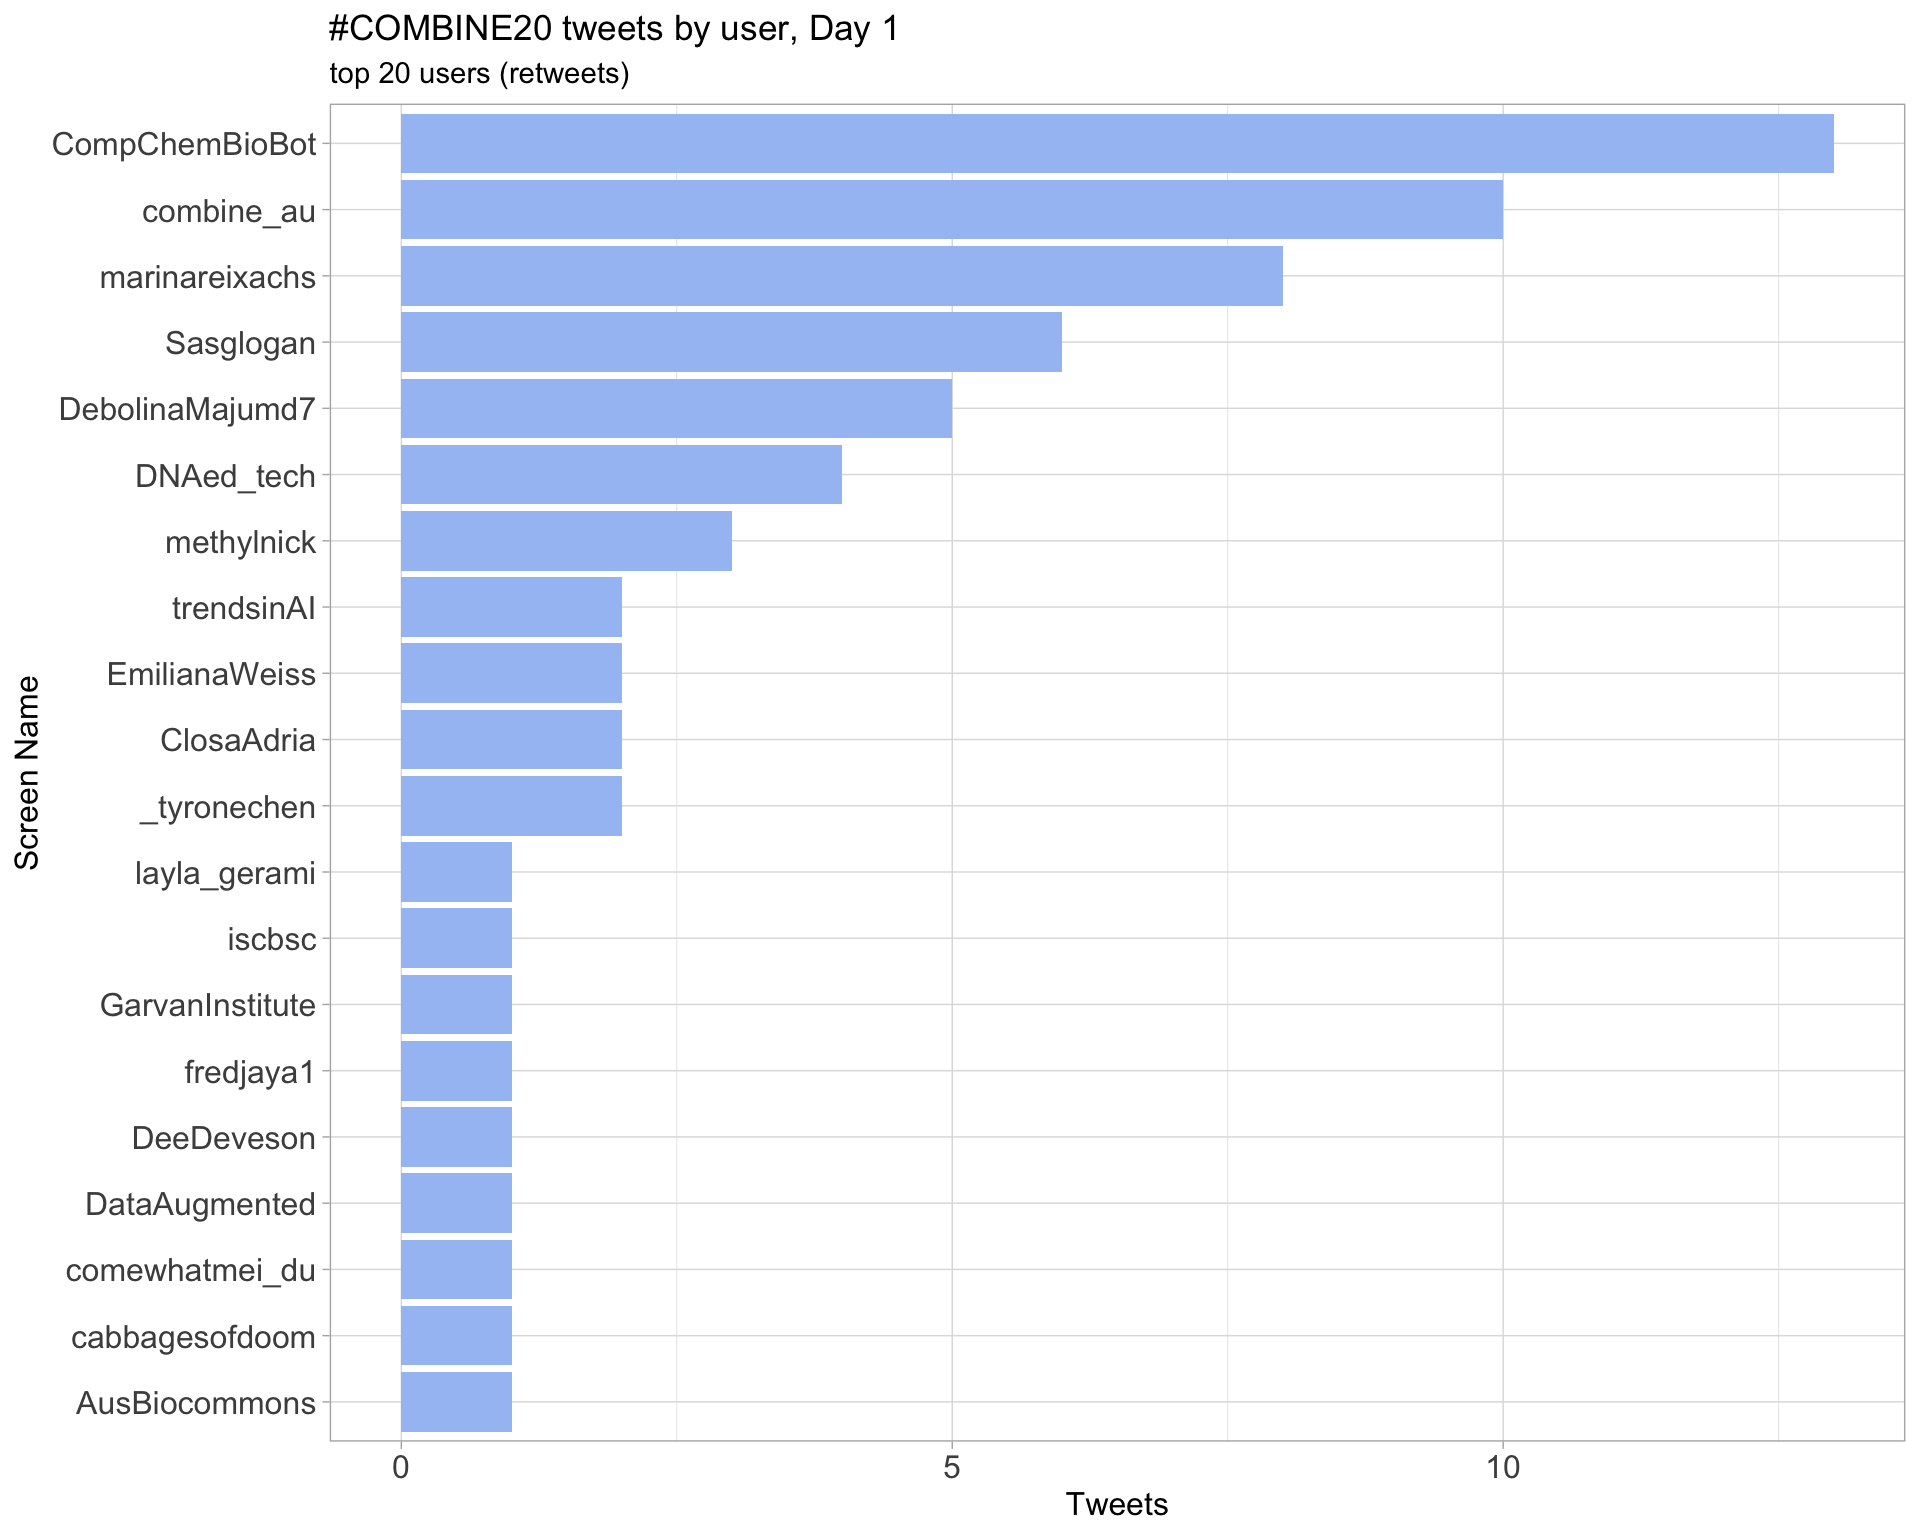 #COMBINE20 tweets by user, Day 1
top 20 users (retweets)
CompChemBioBot
combine_au
marinareixachs
Sasglogan
DebolinaMajumd7
DNAed_tech
methylnick
trendsinAI
EmilianaWeiss
ClosaAdria
_tyronechen
layla_gerami
iscbsc
GarvanInstitute
fredjaya1
DeeDeveson
DataAugmented
comewhatmei_du
cabbagesofdoom
AusBiocommons
Screen Name
0 5 10
Tweets